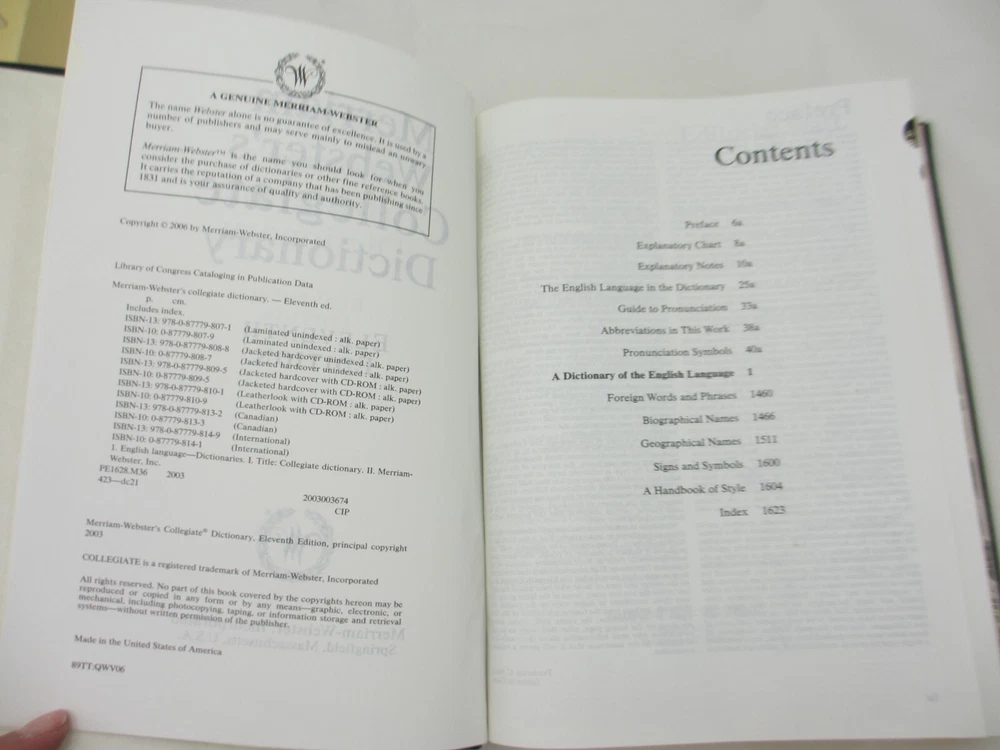 W
A GENUINE MERRIAM-WEBSTER
The name Webster alone is no guarantee of excellence. It is used by a
number of publishers and may serve mainly to mislead an unwary
buyer.
Merriam-Webster™ is the name you should look for when you
consider the purchase of dictionaries or other fine reference books.
It carries the reputation of a company that has been publishing since
1831 and is your assurance of quality and authority.
Copyright © 2006 by Merriam-Webster, Incorporated
Library of Congress Cataloging in Publication Data
Merriam-Webster's collegiate dictionary. — Eleventh ed.
p. cm.
Includes index.
ISBN-13: 978-0-87779-807-1 (Laminated unindexed : alk. paper)
ISBN-10: 0-87779-807-9 (Laminated unindexed : alk. paper)
ISBN-13: 978-0-87779-808-8 (Jacketed hardcover unindexed : alk. paper)
ISBN-10: 0-87779-808-7 (Jacketed hardcover unindexed : alk. paper)
ISBN-13: 978-0-87779-809-5 (Jacketed hardcover with CD-ROM : alk. paper)
ISBN-10: 0-87779-809-5 (Jacketed hardcover with CD-ROM : alk. paper)
ISBN-13: 978-0-87779-810-1 (Leatherlook with CD-ROM : alk. paper)
ISBN-10: 0-87779-810-9 (Leatherlook with CD-ROM : alk. paper)
ISBN-13: 978-0-87779-813-2 (Canadian)
ISBN-10: 0-87779-813-3 (Canadian)
ISBN-13: 978-0-87779-814-9 (International)
ISBN-10: 0-87779-814-1 (International)
1. English language—Dictionaries. I. Title: Collegiate dictionary. II. Merriam-
Webster, Inc.
PE1628.M36 2003
423—dc21
2003003674
CIP
Merriam-Webster's Collegiate® Dictionary, Eleventh Edition, principal copyright
2003
COLLEGIATE is a registered trademark of Merriam-Webster, Incorporated
All rights reserved. No part of this book covered by the copyrights hereon may be
reproduced or copied in any form or by any means—graphic, electronic, or
mechanical, including photocopying, taping, or information storage and retrieval
systems—without written permission of the publisher.
Made in the United States of America
89TT:QWV06
Contents
Preface 6a
Explanatory Chart 8a
Explanatory Notes 10a
The English Language in the Dictionary 25a
Guide to Pronunciation 33a
Abbreviations in This Work 38a
Pronunciation Symbols 40a
A Dictionary of the English Language 1
Foreign Words and Phrases 1460
Biographical Names 1466
Geographical Names 1511
Signs and Symbols 1600
A Handbook of Style 1604
Index 1623